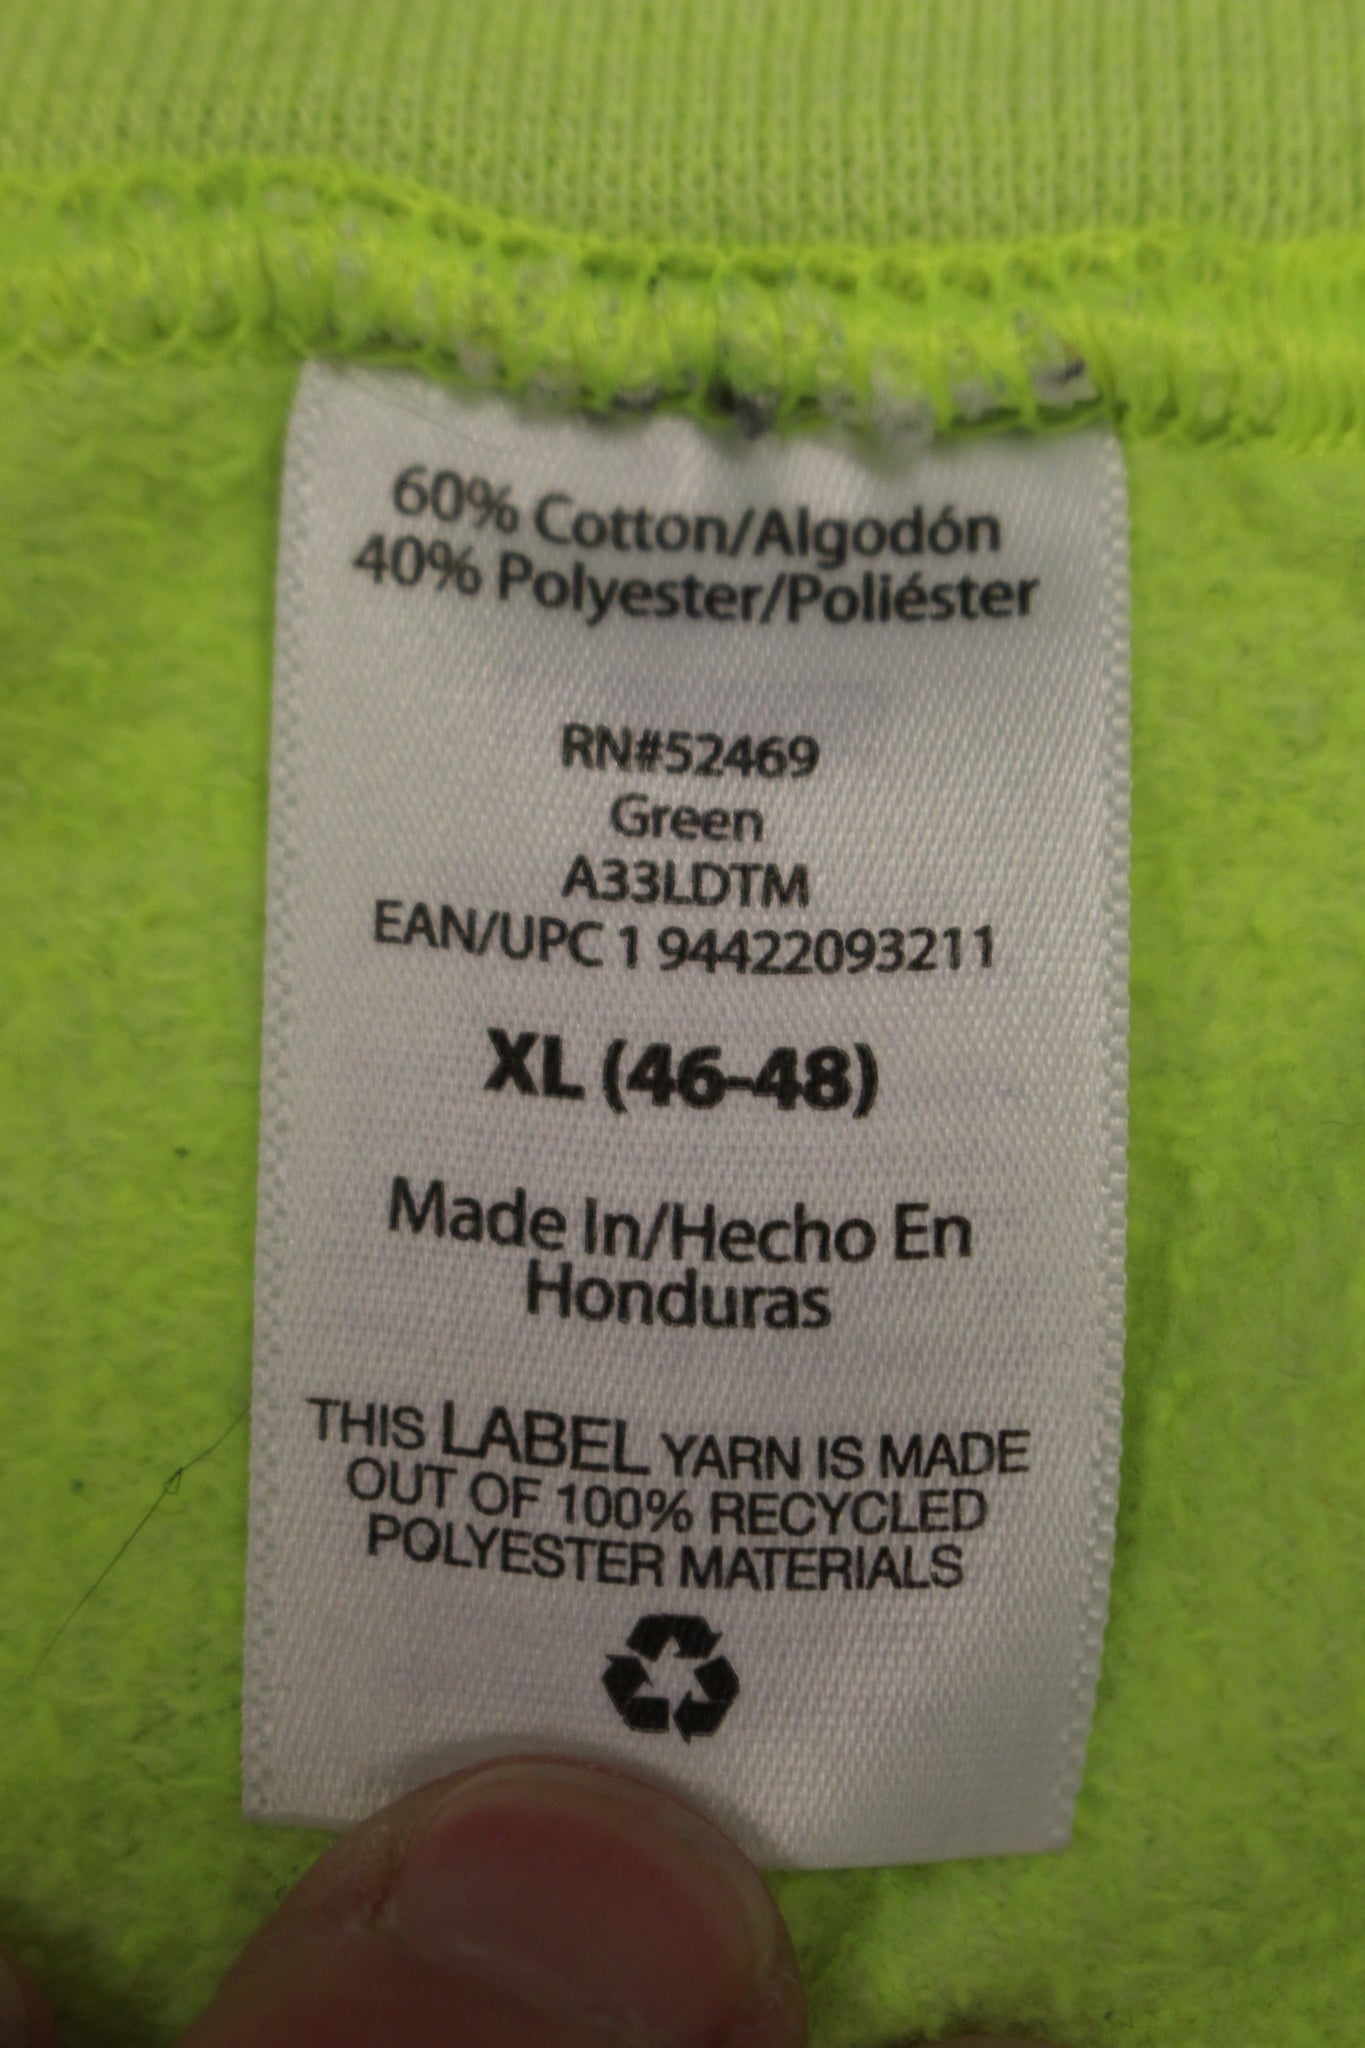 60% Cotton/Algodón
40% Polyester/Poliéster
RN#52469
Green
A33LDTM
EAN/UPC 1 94422093211
XL (46-48)
Made In/Hecho En
Honduras
THIS LABEL YARN IS MADE
OUT OF 100% RECYCLED
POLYESTER MATERIALS